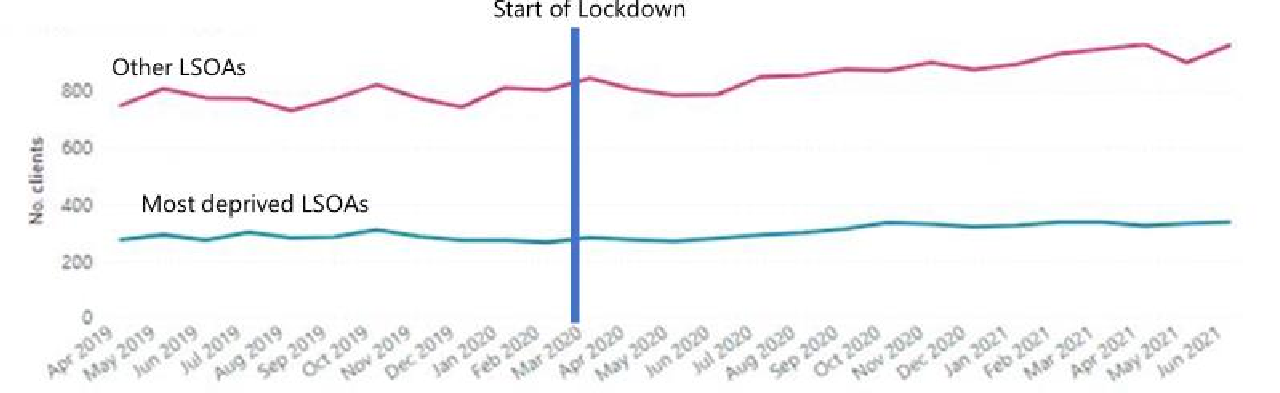 Start of Lockdown
Other LSOAs
800
600
Most deprived LSOAs
400
200
0
No. clients
Apr 2019
May 2019
Jun 2019
Jul 2019
Aug 2019
Sep 2019
Oct 2019
Nov 2019
Dec 2019
Jan 2020
Feb 2020
Mar 2020
Apr 2020
May 2020
Jun 2020
Jul 2020
Aug 2020
Sep 2020
Oct 2020
Nov 2020
Dec 2020
Jan 2021
Feb 2021
Mar 2021
Apr 2021
May 2021
Jun 2021